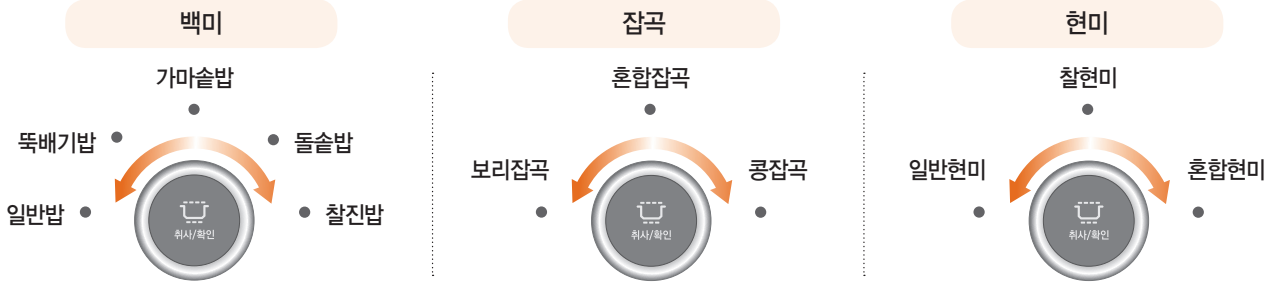 백미
가마솥밥
뚝배기밥
돌솥밥
일반밥
찰진밥
취사/확인
잡곡
혼합잡곡
보리잡곡
콩잡곡
취사/확인
현미
찰현미
일반현미
혼합현미
취사/확인